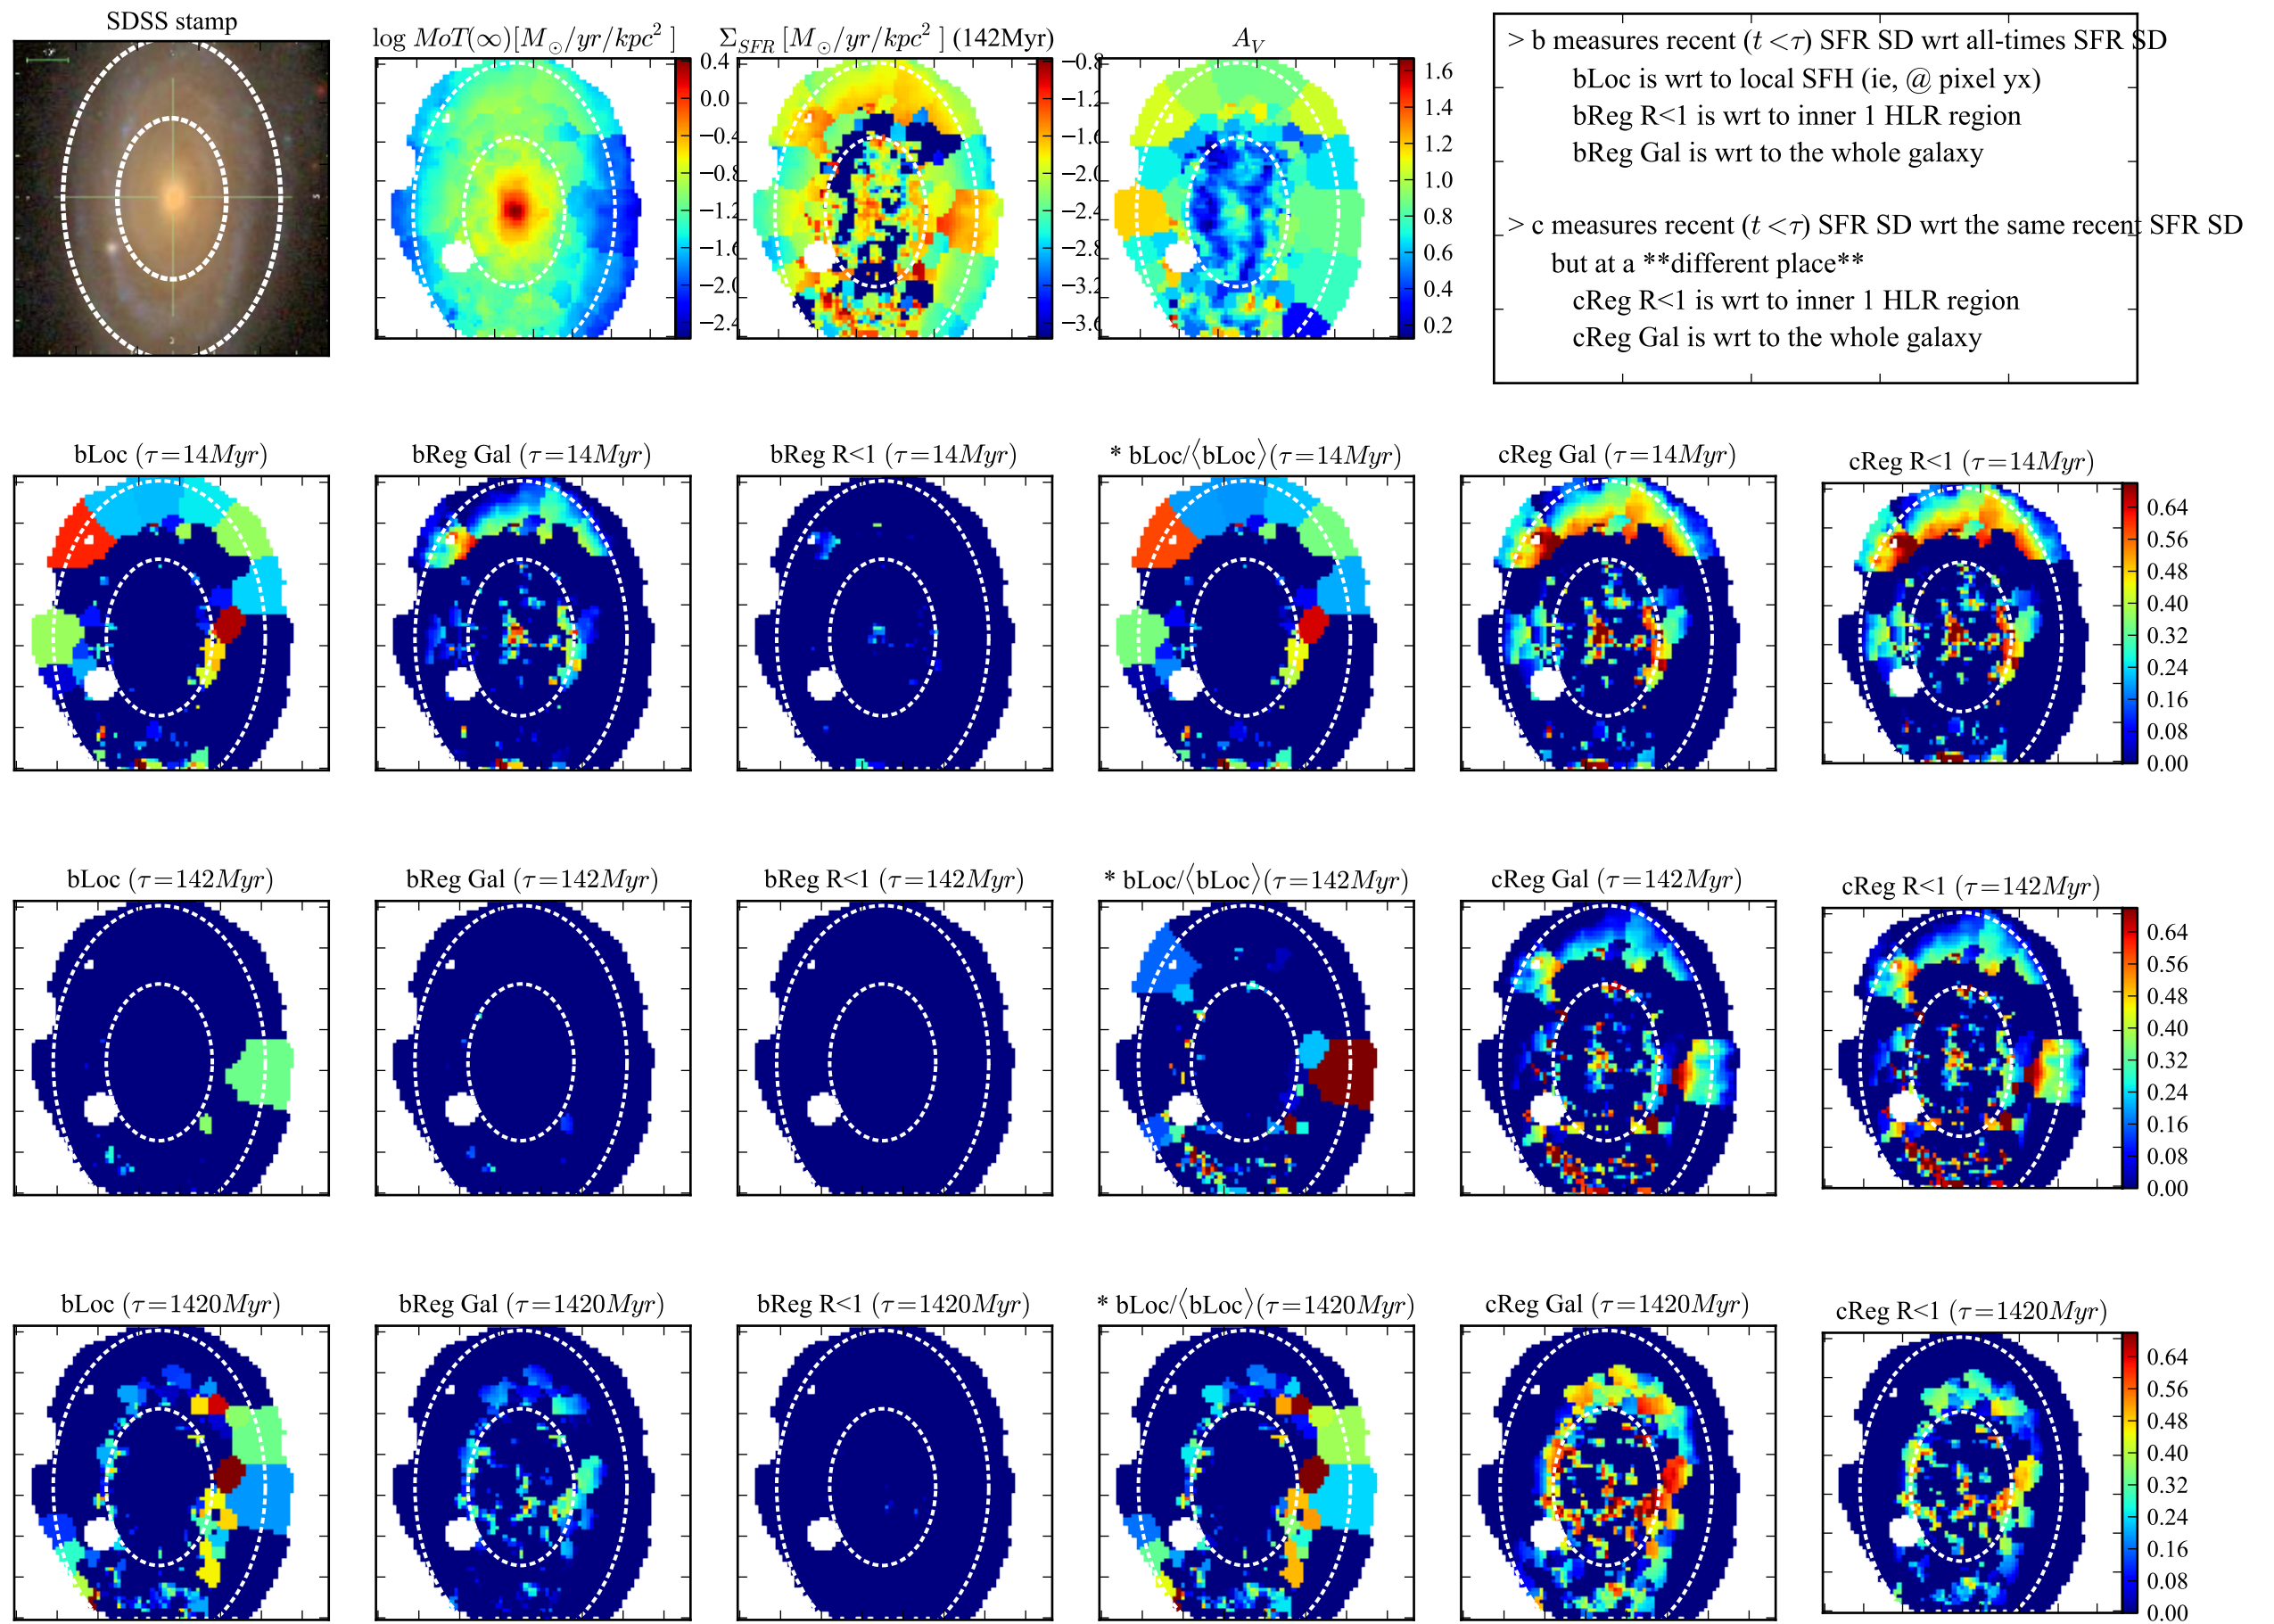 SDSS stamp
log MoT(∞)[M⊙/yr/kpc² ]
Σ_SFR [M⊙/yr/kpc² ] (142Myr)
A_V
0.4
0.0
−0.4
−0.8
−1.2
−1.6
−2.0
−2.4
−0.8
−1.2
−1.6
−2.0
−2.4
−2.8
−3.2
−3.6
1.6
1.4
1.2
1.0
0.8
0.6
0.4
0.2
> b measures recent (t <τ) SFR SD wrt all-times SFR SD
bLoc is wrt to local SFH (ie, @ pixel yx)
bReg R<1 is wrt to inner 1 HLR region
bReg Gal is wrt to the whole galaxy
> c measures recent (t <τ) SFR SD wrt the same recent SFR SD
but at a **different place**
cReg R<1 is wrt to inner 1 HLR region
cReg Gal is wrt to the whole galaxy
bLoc (τ=14Myr)
bReg Gal (τ=14Myr)
bReg R<1 (τ=14Myr)
* bLoc/⟨bLoc⟩(τ=14Myr)
cReg Gal (τ=14Myr)
cReg R<1 (τ=14Myr)
0.64
0.56
0.48
0.40
0.32
0.24
0.16
0.08
0.00
bLoc (τ=142Myr)
bReg Gal (τ=142Myr)
bReg R<1 (τ=142Myr)
* bLoc/⟨bLoc⟩(τ=142Myr)
cReg Gal (τ=142Myr)
cReg R<1 (τ=142Myr)
0.64
0.56
0.48
0.40
0.32
0.24
0.16
0.08
0.00
bLoc (τ=1420Myr)
bReg Gal (τ=1420Myr)
bReg R<1 (τ=1420Myr)
* bLoc/⟨bLoc⟩(τ=1420Myr)
cReg Gal (τ=1420Myr)
cReg R<1 (τ=1420Myr)
0.64
0.56
0.48
0.40
0.32
0.24
0.16
0.08
0.00